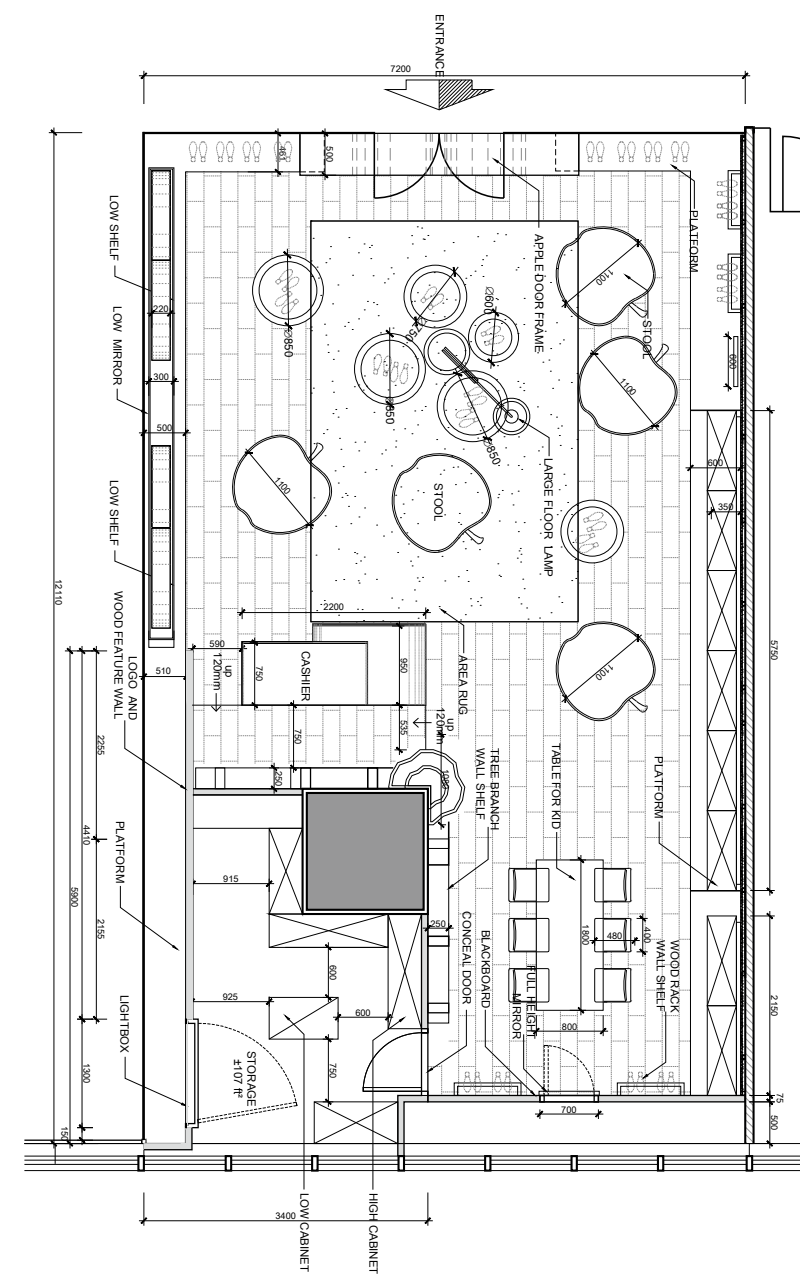 ENTRANCE
7200
461
500
LOW SHELF
LOW MIRROR
LOW SHELF
220
300
500
12110
APPLE DOOR FRAME
PLATFORM
STOOL
1100
1100
600
600
350
Ø850
Ø750
Ø600
Ø850
Ø850
LARGE FLOOR LAMP
STOOL
1100
1100
5750
2200
AREA RUG
CASHIER
950
750
590
up
120mm
up
120mm
535
750
250
510
LOGO AND
WOOD FEATURE WALL
2255
4410
5900
2155
PLATFORM
LIGHTBOX
1300
150
TREE BRANCH
WALL SHELF
TABLE FOR KID
PLATFORM
1800
480
400
800
700
WOOD RACK
WALL SHELF
FULL HEIGHT
MIRROR
BLACKBOARD
CONCEAL DOOR
250
915
925
600
600
750
STORAGE
±107 ft²
2150
75
500
3400
LOW CABINET
HIGH CABINET